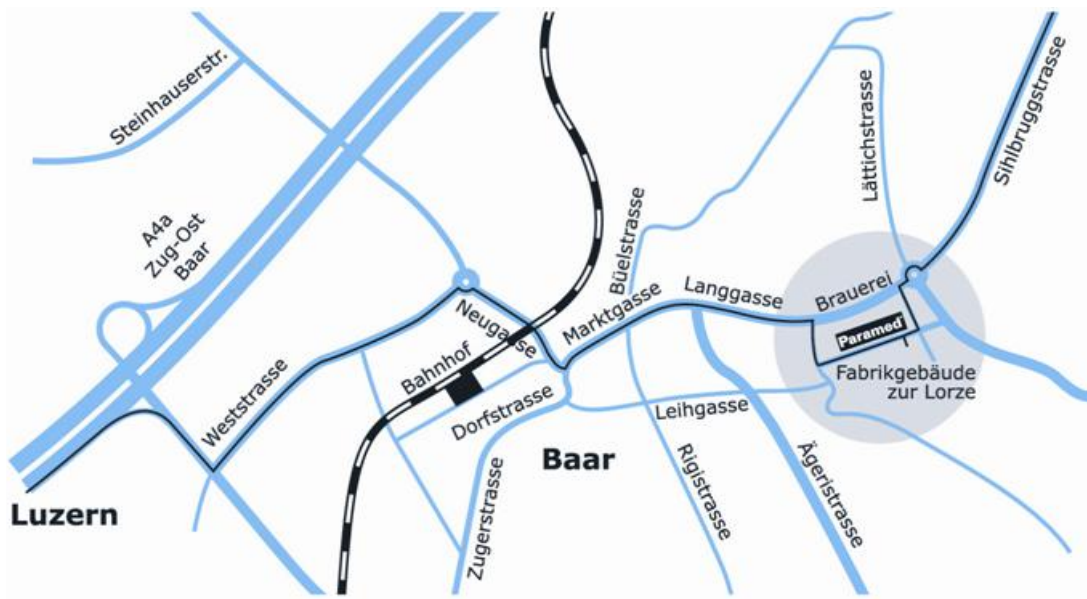 Steinhauserstr.
A4a
Zug-Ost
Baar
Luzern
Weststrasse
Neugasse
Bahnhof
Dorfstrasse
Zugerstrasse
Baar
Marktgasse
Büelstrasse
Langgasse
Leihgasse
Rigistrasse
Ägeristrasse
Lättichstrasse
Sihlbruggstrasse
Brauerei
Paramed
Fabrikgebäude
zur Lorze